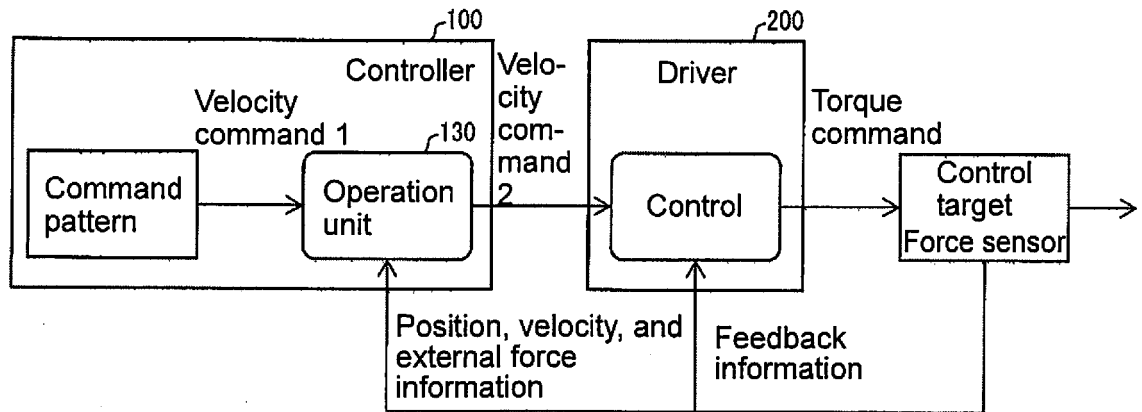 100
Controller
Velocity
command 1
130
Command
pattern
Operation
unit
Velo-
city
com-
mand
2
200
Driver
Control
Torque
command
Control
target
Force sensor
Position, velocity, and
external force
information
Feedback
information